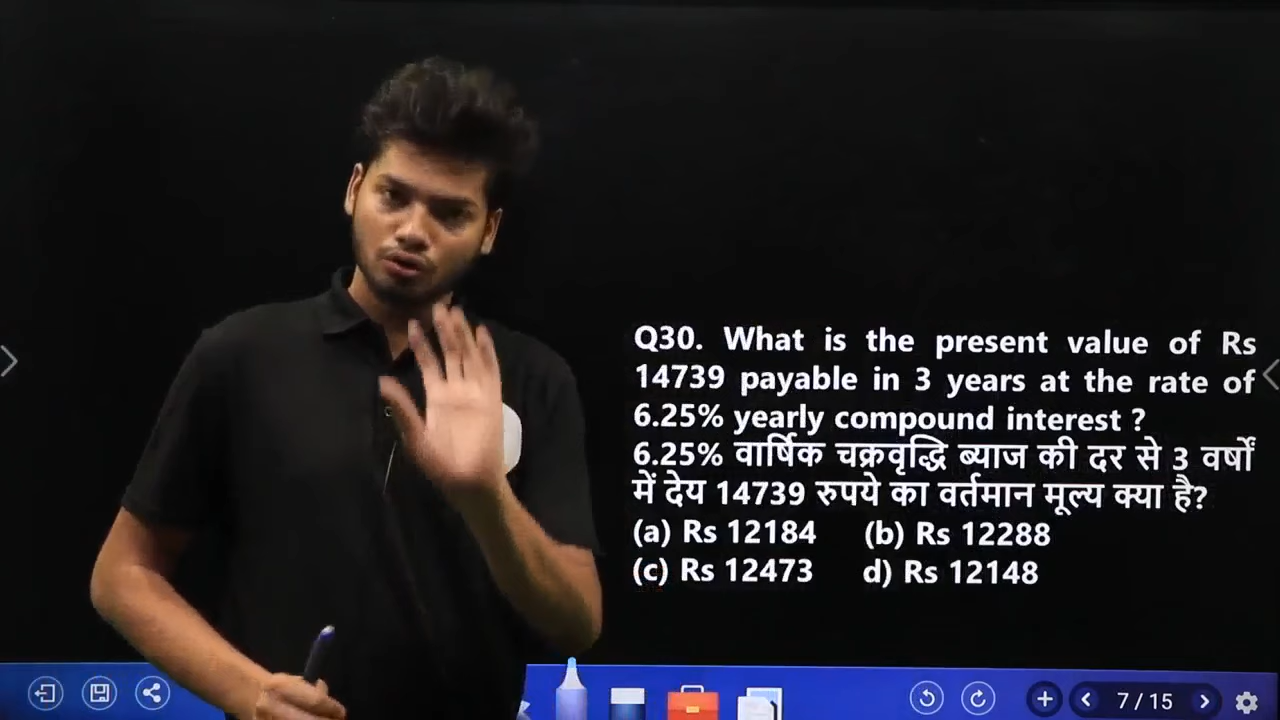 Q30. What is the present value of Rs
14739 payable in 3 years at the rate of
6.25% yearly compound interest ?
6.25% वार्षिक चक्रवृद्धि ब्याज की दर से 3 वर्षों
में देय 14739 रुपये का वर्तमान मूल्य क्या है?
(a) Rs 12184 (b) Rs 12288
(c) Rs 12473 d) Rs 12148
7 / 15